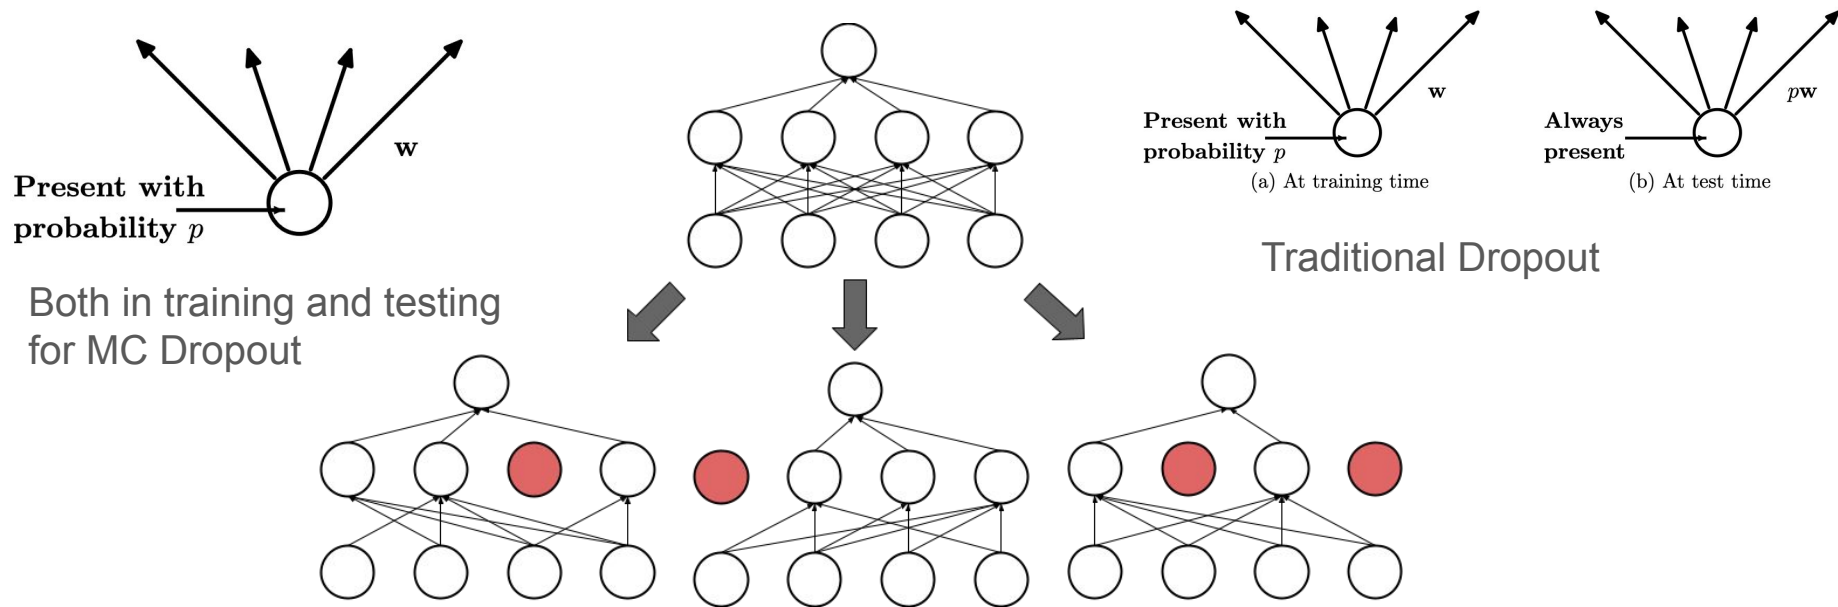 w
Present with
probability p
Both in training and testing
for MC Dropout
w
Present with
probability p
(a) At training time
pw
Always
present
(b) At test time
Traditional Dropout